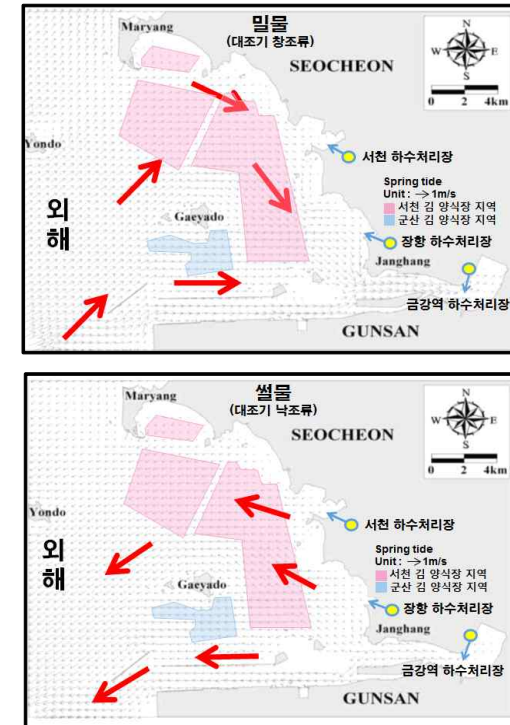 밀물
(대조기 창조류)
Maryang
SEOCHEON
N
W
E
S
0 2 4km
Yondo
서천 하수처리장
Spring tide
Unit : →1m/s
서천 김 양식장 지역
군산 김 양식장 지역
외
해
Gaeyado
장항 하수처리장
Janghang
금강역 하수처리장
GUNSAN
썰물
(대조기 낙조류)
Maryang
SEOCHEON
N
W
E
S
0 2 4km
Yondo
서천 하수처리장
외
해
Spring tide
Unit : →1m/s
서천 김 양식장 지역
군산 김 양식장 지역
Gaeyado
장항 하수처리장
Janghang
금강역 하수처리장
GUNSAN